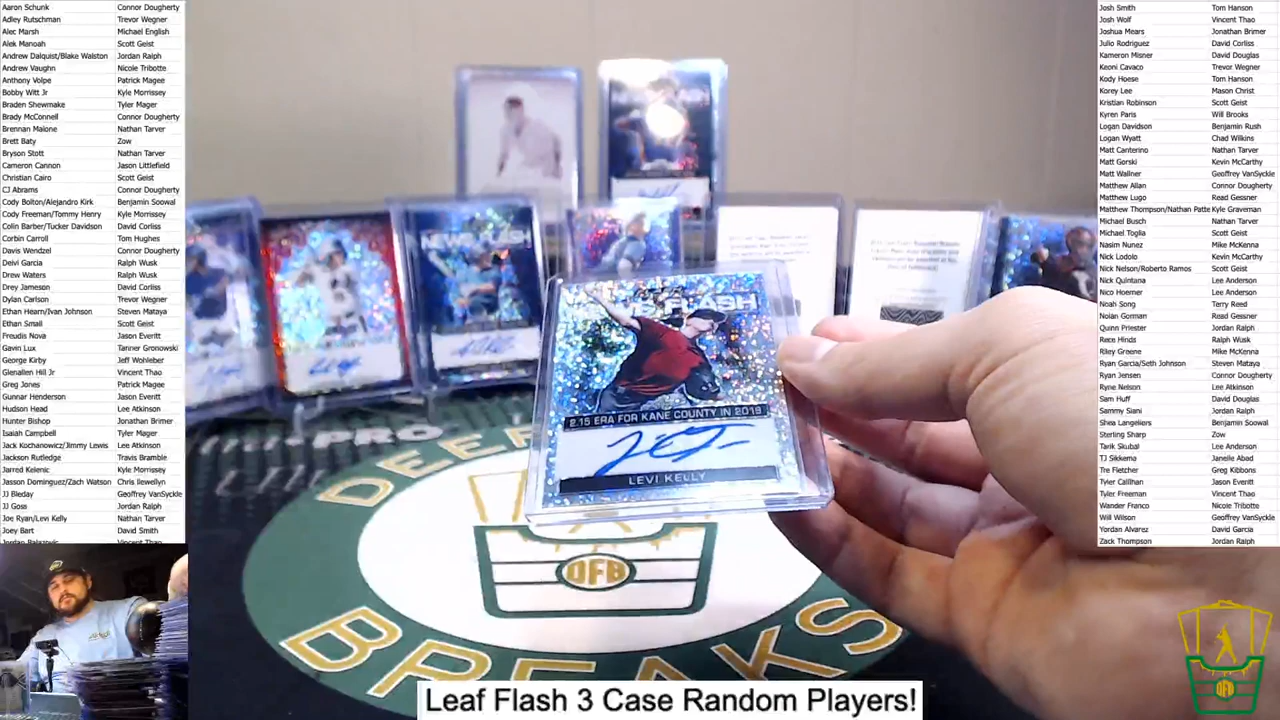 Aaron Schunk Connor Dougherty
Adley Rutschman Trevor Wegner
Alec Marsh Michael English
Alek Manoah Scott Geist
Andrew Dalquist/Blake Walston Jordan Ralph
Andrew Vaughn Nicole Tribotte
Anthony Volpe Patrick Magee
Bobby Witt Jr Kyle Morrissey
Braden Shewmake Tyler Mager
Brady McConnell Connor Dougherty
Brennan Malone Nathan Tarver
Brett Baty Zow
Bryson Stott Nathan Tarver
Cameron Cannon Jason Littlefield
Christian Cairo Scott Geist
CJ Abrams Connor Dougherty
Cody Bolton/Alejandro Kirk Benjamin Soowal
Cody Freeman/Tommy Henry Kyle Morrissey
Colin Barber/Tucker Davidson David Corliss
Corbin Carroll Tom Hughes
Davis Wendzel Connor Dougherty
Deivi Garcia Ralph Wusk
Drew Waters Ralph Wusk
Drey Jameson David Corliss
Dylan Carlson Trevor Wegner
Ethan Hearn/Ivan Johnson Steven Mataya
Ethan Small Scott Geist
Freudis Nova Jason Everitt
Gavin Lux Tanner Gronowski
George Kirby Jeff Wohleber
Glenallen Hill Jr Vincent Thao
Greg Jones Patrick Magee
Gunnar Henderson Jason Everitt
Hudson Head Lee Atkinson
Hunter Bishop Jonathan Brimer
Isaiah Campbell Tyler Mager
Jack Kochanowicz/Jimmy Lewis Lee Atkinson
Jackson Rutledge Travis Bramble
Jarred Kelenic Kyle Morrissey
Jasson Dominguez/Zach Watson Chris llewellyn
JJ Bleday Geoffrey VanSyckle
JJ Goss Jordan Ralph
Joe Ryan/Levi Kelly Nathan Tarver
Joey Bart David Smith
Jordan Balazovic Vincent Thao
Josh Smith Tom Hanson
Josh Wolf Vincent Thao
Joshua Mears Jonathan Brimer
Julio Rodriguez David Corliss
Kameron Misner David Douglas
Keoni Cavaco Trevor Wegner
Kody Hoese Tom Hanson
Korey Lee Mason Christ
Kristian Robinson Scott Geist
Kyren Paris Will Brooks
Logan Davidson Benjamin Rush
Logan Wyatt Chad Wilkins
Matt Canterino Nathan Tarver
Matt Gorski Kevin McCarthy
Matt Wallner Geoffrey VanSyckle
Matthew Allan Connor Dougherty
Matthew Lugo Read Gessner
Matthew Thompson/Nathan Patte Kyle Graveman
Michael Busch Nathan Tarver
Michael Toglia Scott Geist
Nasim Nunez Mike McKenna
Nick Lodolo Kevin McCarthy
Nick Nelson/Roberto Ramos Scott Geist
Nick Quintana Lee Anderson
Nico Hoerner Lee Anderson
Noah Song Terry Reed
Nolan Gorman Read Gessner
Quinn Priester Jordan Ralph
Rece Hinds Ralph Wusk
Riley Greene Mike McKenna
Ryan Garcia/Seth Johnson Steven Mataya
Ryan Jensen Connor Dougherty
Ryne Nelson Lee Atkinson
Sam Huff David Douglas
Sammy Siani Jordan Ralph
Shea Langeliers Benjamin Soowal
Sterling Sharp Zow
Tarik Skubal Lee Anderson
TJ Sikkema Janelle Abad
Tre Fletcher Greg Kibbons
Tyler Callihan Jason Everitt
Tyler Freeman Vincent Thao
Wander Franco Nicole Tribotte
Will Wilson Geoffrey VanSyckle
Yordan Alvarez David Garcia
Zack Thompson Jordan Ralph
FLASH
2.15 ERA FOR KANE COUNTY IN 2019
LEVI KELLY
OFB
BREAKS
OFB
Leaf Flash 3 Case Random Players!